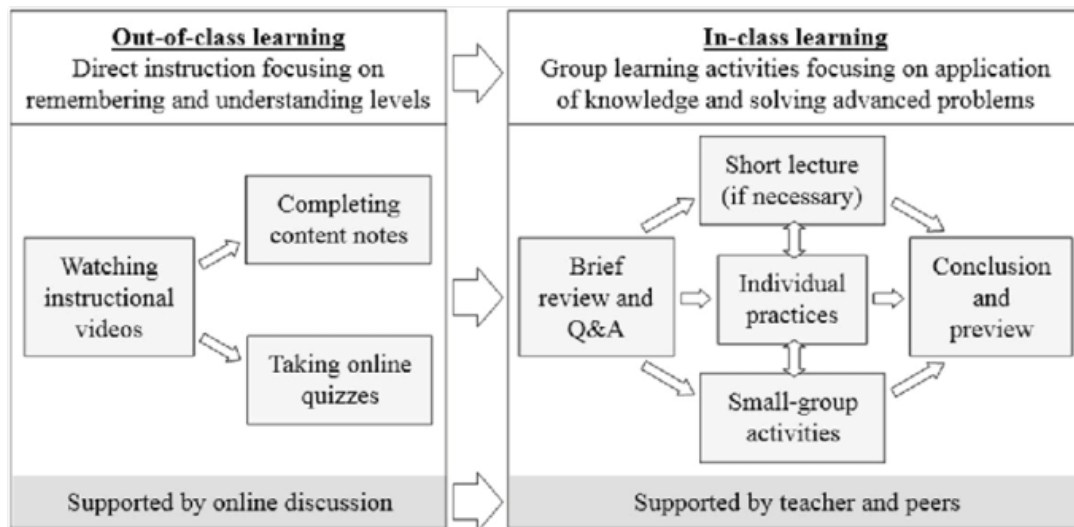 Out-of-class learning
Direct instruction focusing on
remembering and understanding levels
Watching
instructional
videos
Completing
content notes
Taking online
quizzes
Supported by online discussion
In-class learning
Group learning activities focusing on application
of knowledge and solving advanced problems
Brief
review and
Q&A
Short lecture
(if necessary)
Individual
practices
Small-group
activities
Conclusion
and
preview
Supported by teacher and peers